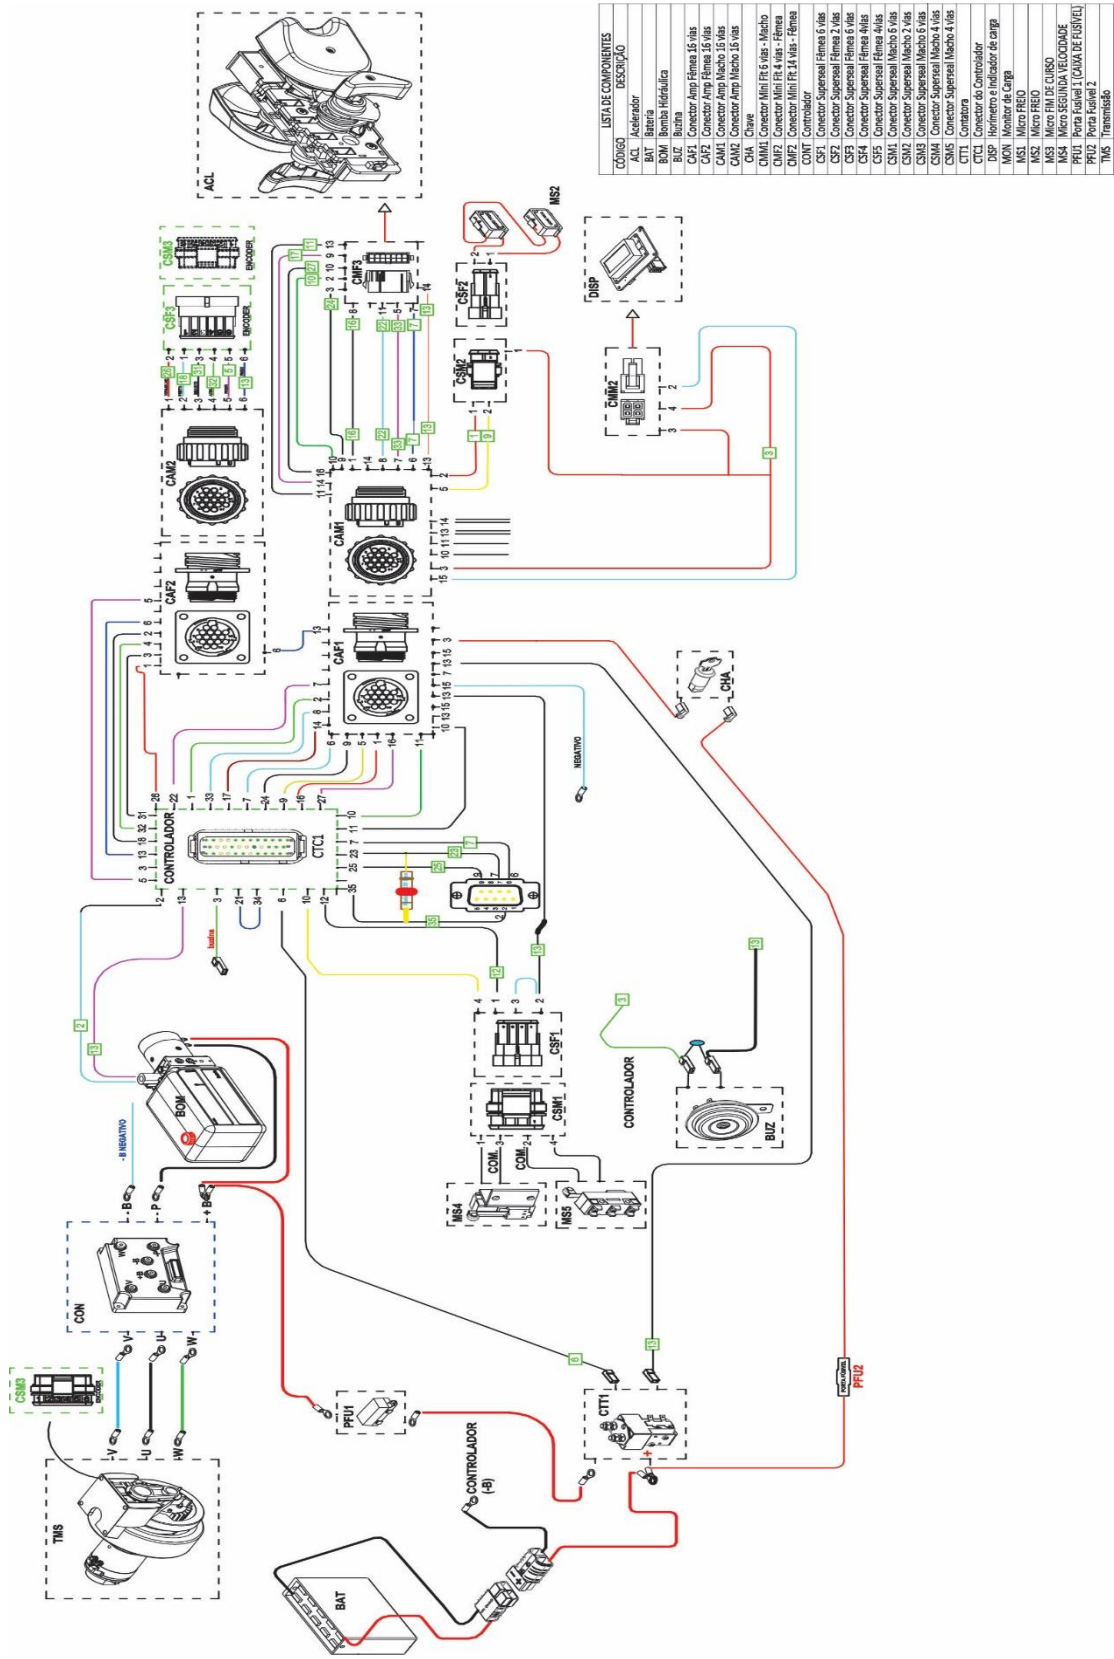 LISTA DE COMPONENTES
CÓDIGO DESCRIÇÃO
ACL Acelerador
BAT Bateria
BOM Bomba Hidráulica
BUZ Buzina
CAF1 Conector Amp Fêmea 16 vias
CAF2 Conector Amp Fêmea 16 vias
CAM1 Conector Amp Macho 16 vias
CAM2 Conector Amp Macho 16 vias
CHA Chave
CMM1 Conector Mini Fit 6 vias - Macho
CMF2 Conector Mini Fit 4 vias - Fêmea
CMF2 Conector Mini Fit 14 vias - Fêmea
CONT Controlador
CSF1 Conector Superseal Fêmea 6 vias
CSF2 Conector Superseal Fêmea 2 vias
CSF3 Conector Superseal Fêmea 6 vias
CSF4 Conector Superseal Fêmea 4vias
CSF5 Conector Superseal Fêmea 4vias
CSM1 Conector Superseal Macho 6 vias
CSM2 Conector Superseal Macho 2 vias
CSM3 Conector Superseal Macho 6 vias
CSM4 Conector Superseal Macho 4 vias
CSM5 Conector Superseal Macho 4 vias
CTT1 Contatora
CTC1 Conector do Controlador
DISP Horímetro e Indicador de carga
MON Monitor de Carga
MS1 Micro FREIO
MS2 Micro FREIO
MS3 Micro FIM DE CURSO
MS4 Micro SEGUNDA VELOCIDADE
PFU1 Porta Fusível 1 (CAIXA DE FUSÍVEL)
PFU2 Porta Fusível 2
TMS Transmissão
ACL
CSM3
ENCODER
CSF3
ENCODER
CMF3
MS2
CSF2
CSM2
DISP
CMM2
CAM2
CAF2
CAM1
CAF1
CHA
NEGATIVO
CONTROLADOR
CTC1
buzina
BOM
- B NEGATIVO
- B
- P
+ B
CON
V
U
W
CSM3
ENCODER
V
U
W
TMS
CSF1
CSM1
COM.
COM.
MS4
MS5
CONTROLADOR
BUZ
PFU1
CTT1
+
PORTA FUSIVEL
PFU2
CONTROLADOR
(-B)
BAT